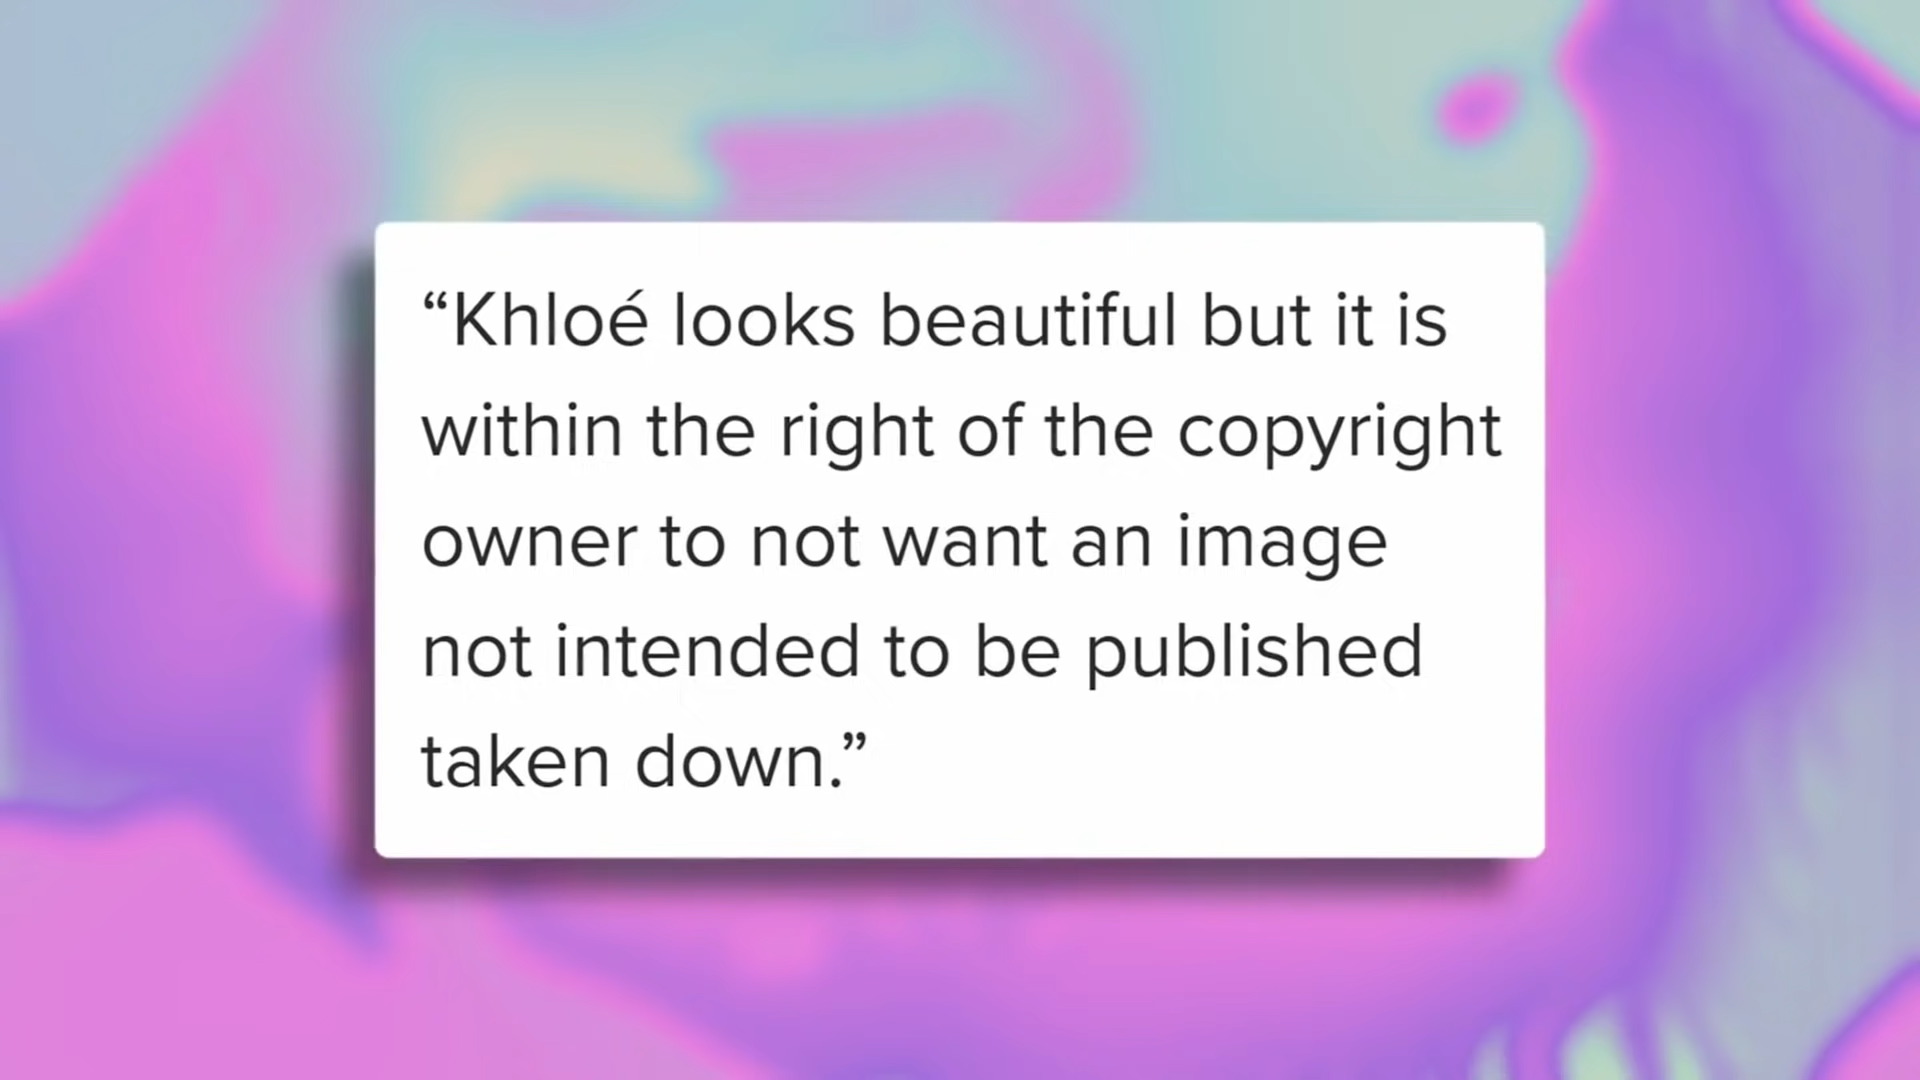 “Khloé looks beautiful but it is
within the right of the copyright
owner to not want an image
not intended to be published
taken down.”